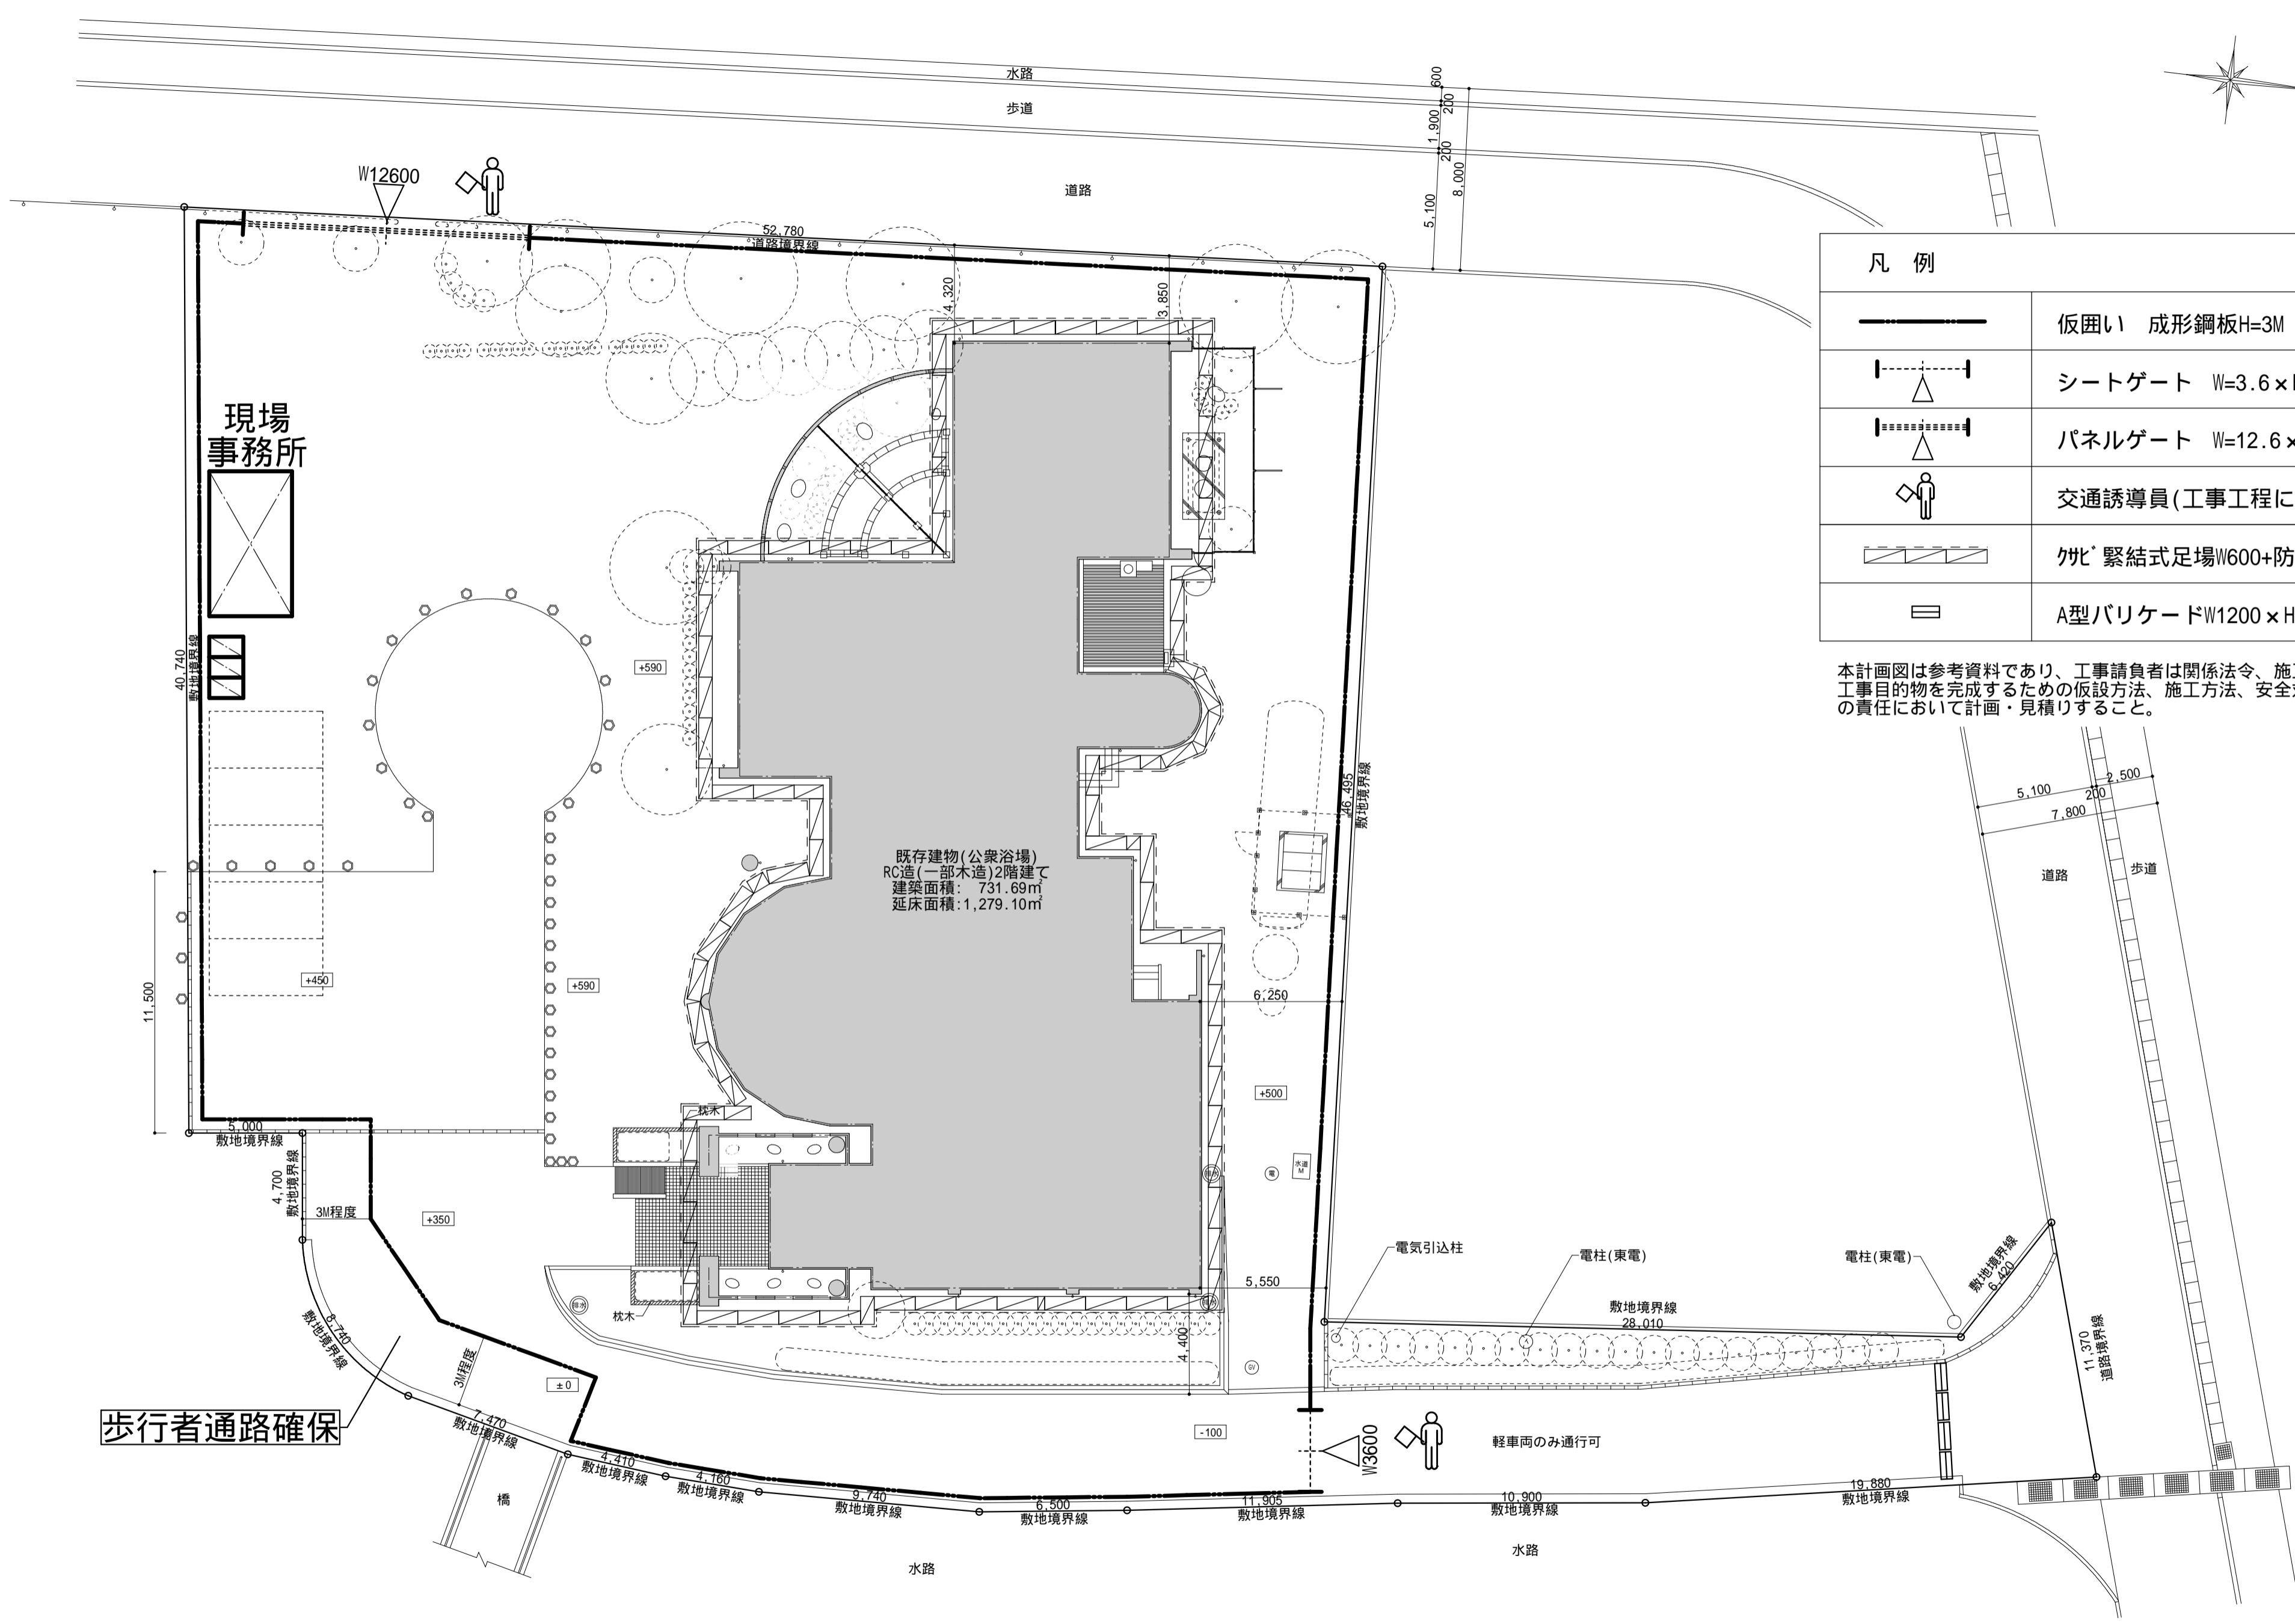 水路
歩道
道路
600
200
1,900
200
8,000
5,100
W12600
52,780
道路境界線
4,320
3,850
凡 例
仮囲い 成形鋼板H=3M
シートゲート W=3.6×
パネルゲート W=12.6×
交通誘導員(工事工程に
ｸｻﾋﾞ緊結式足場W600+防
A型バリケードW1200×H
本計画図は参考資料であり、工事請負者は関係法令、施
工事目的物を完成するための仮設方法、施工方法、安全
の責任において計画・見積りすること。
現場
事務所
40,740
敷地境界線
+590
46,495
敷地境界線
既存建物(公衆浴場)
RC造(一部木造)2階建て
建築面積: 731.69㎡
延床面積:1,279.10㎡
5,100
200
2,500
7,800
道路
歩道
11,500
+450
+590
6,250
+500
枕木
5,000
敷地境界線
4,700
敷地境界線
3M程度
+350
排水
電
水道
M
電気引込柱
電柱(東電)
電柱(東電)
敷地境界線
6,420
5,550
敷地境界線
28,010
11,370
道路境界線
排水
枕木
排水
4,400
GV
8,740
敷地境界線
3M程度
±0
歩行者通路確保
7,470
敷地境界線
-100
W3600
軽車両のみ通行可
4,410
敷地境界線
4,160
敷地境界線
9,740
敷地境界線
6,500
敷地境界線
11,905
敷地境界線
10,900
敷地境界線
19,880
敷地境界線
橋
水路
水路